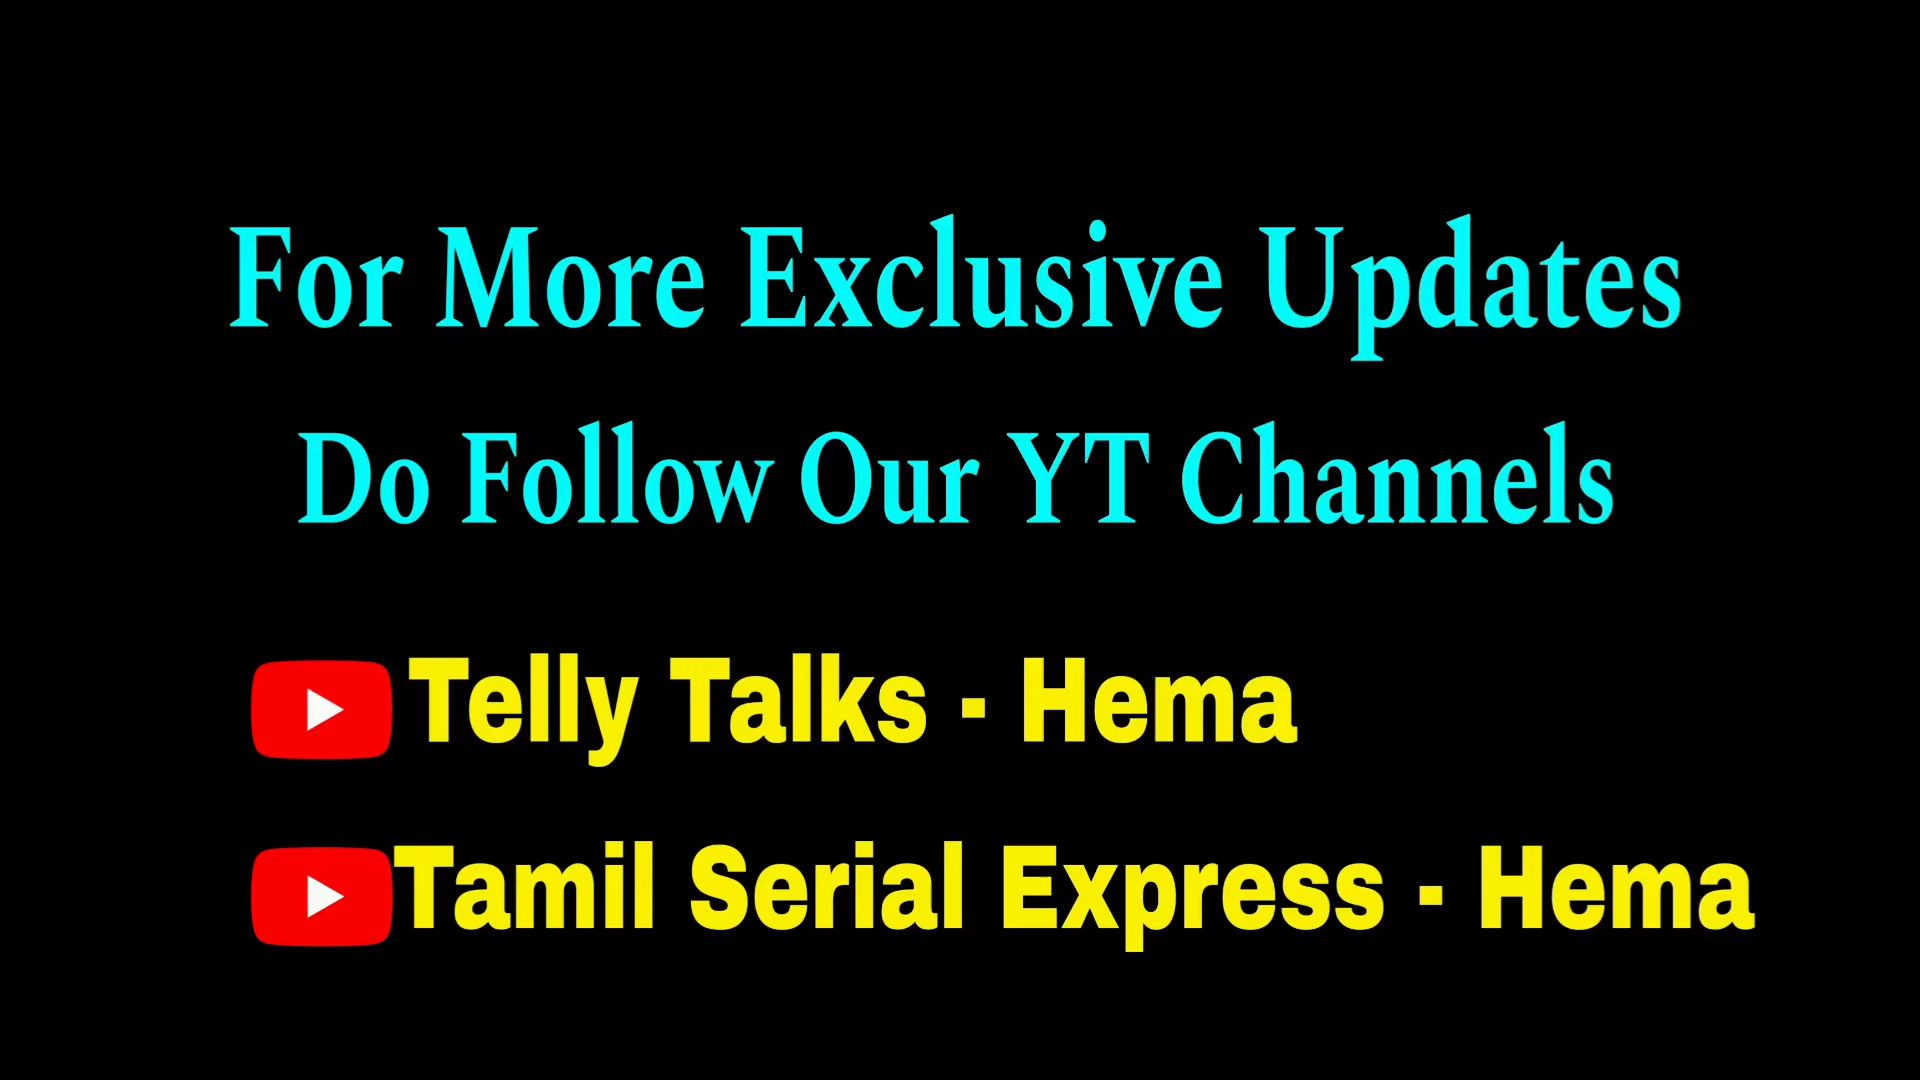 For More Exclusive Updates
Do Follow Our YT Channels
Telly Talks - Hema
Tamil Serial Express - Hema